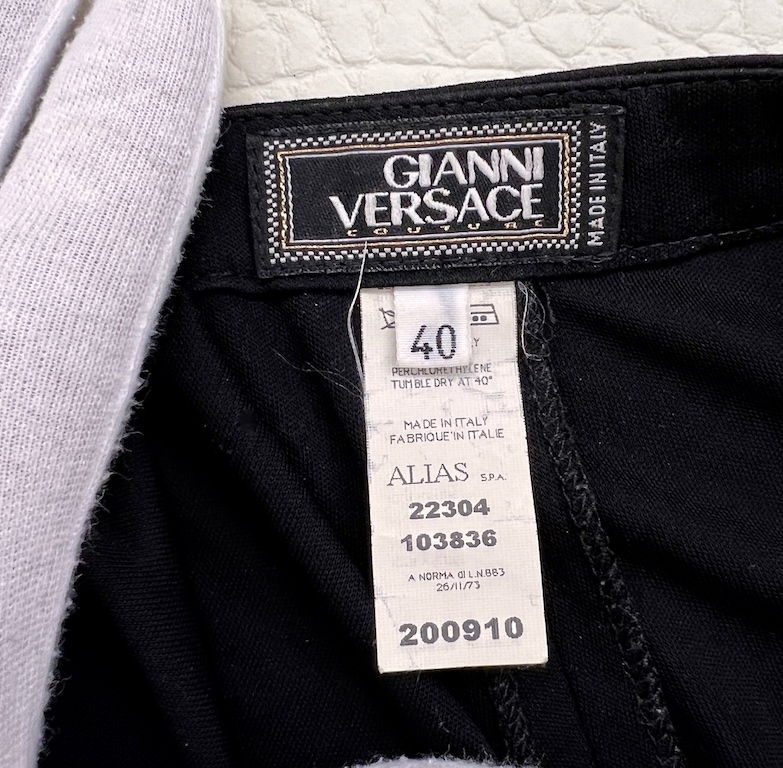 GIANNI
VERSACE
COUTURE
MADE IN ITALY
40
PERCHLORETHYLENE
TUMBLE DRY AT 40°
MADE IN ITALY
FABRIQUE'IN ITALIE
ALIAS S.P.A.
22304
103836
A NORMA DI L.N.883
26/11/73
200910